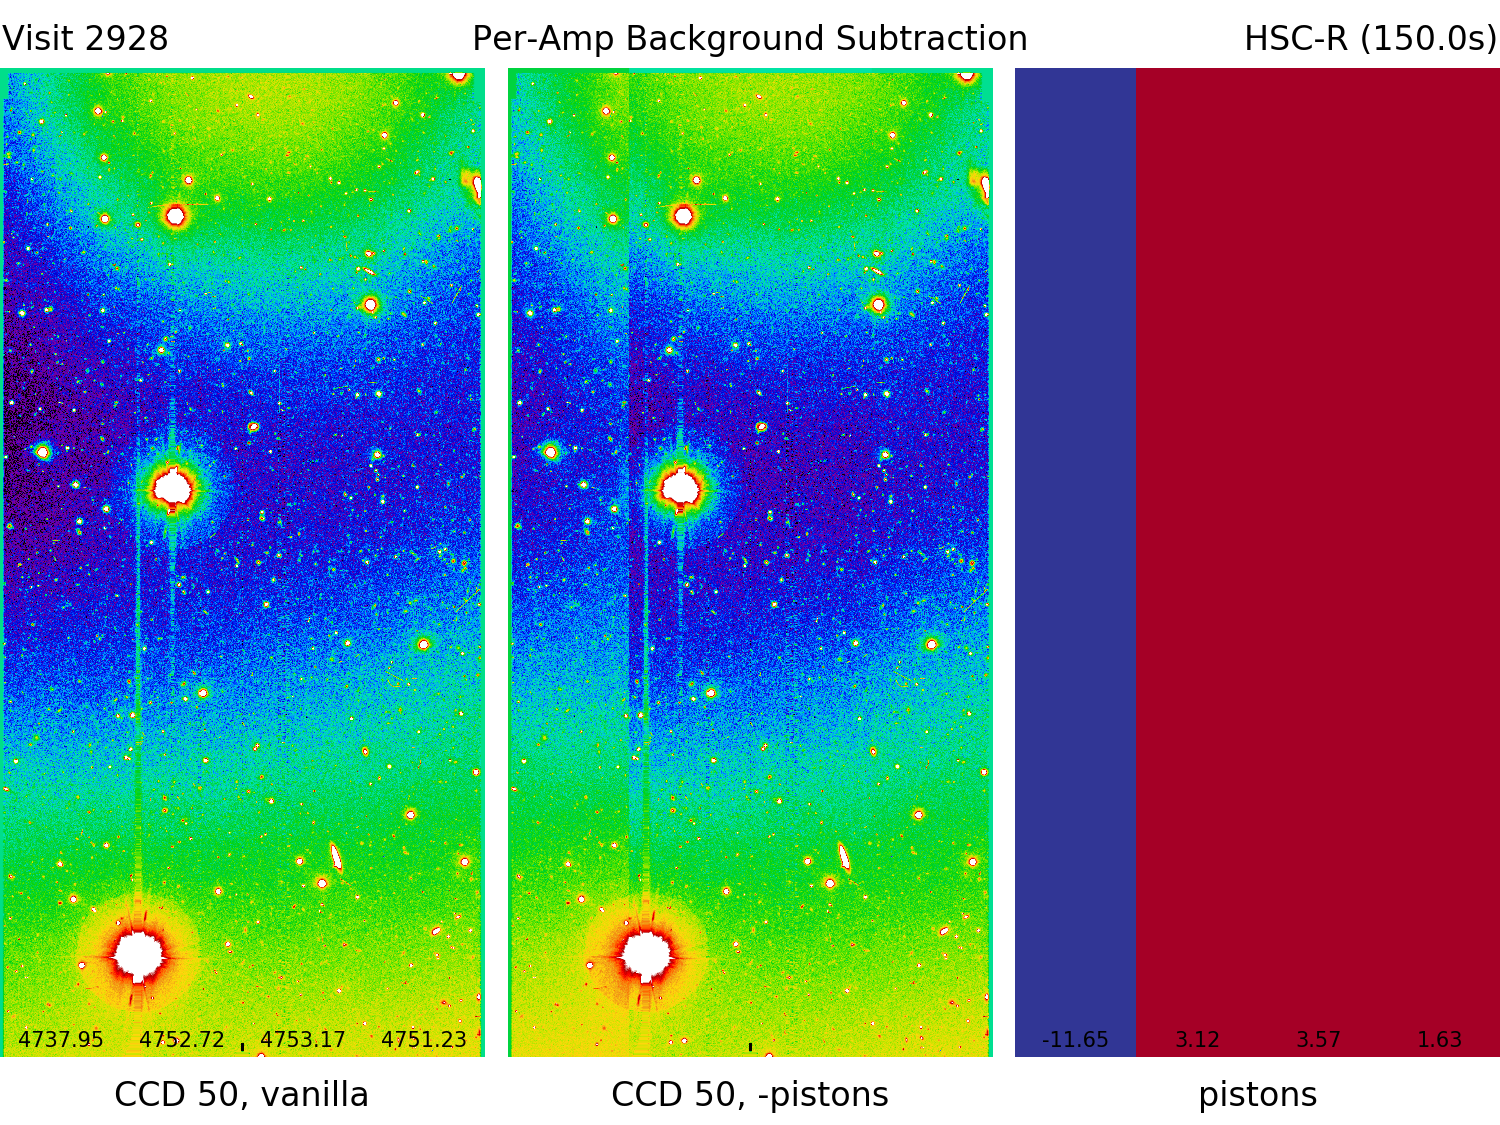 Visit 2928 Per-Amp Background Subtraction HSC-R (150.0s)
4737.95 4752.72 4753.17 4751.23 -11.65 3.12 3.57 1.63
CCD 50, vanilla CCD 50, -pistons pistons